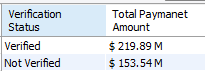 Verification Status	Total Paymanet Amount
Verified	$ 219.89 M
Not Verified	$ 153.54 M